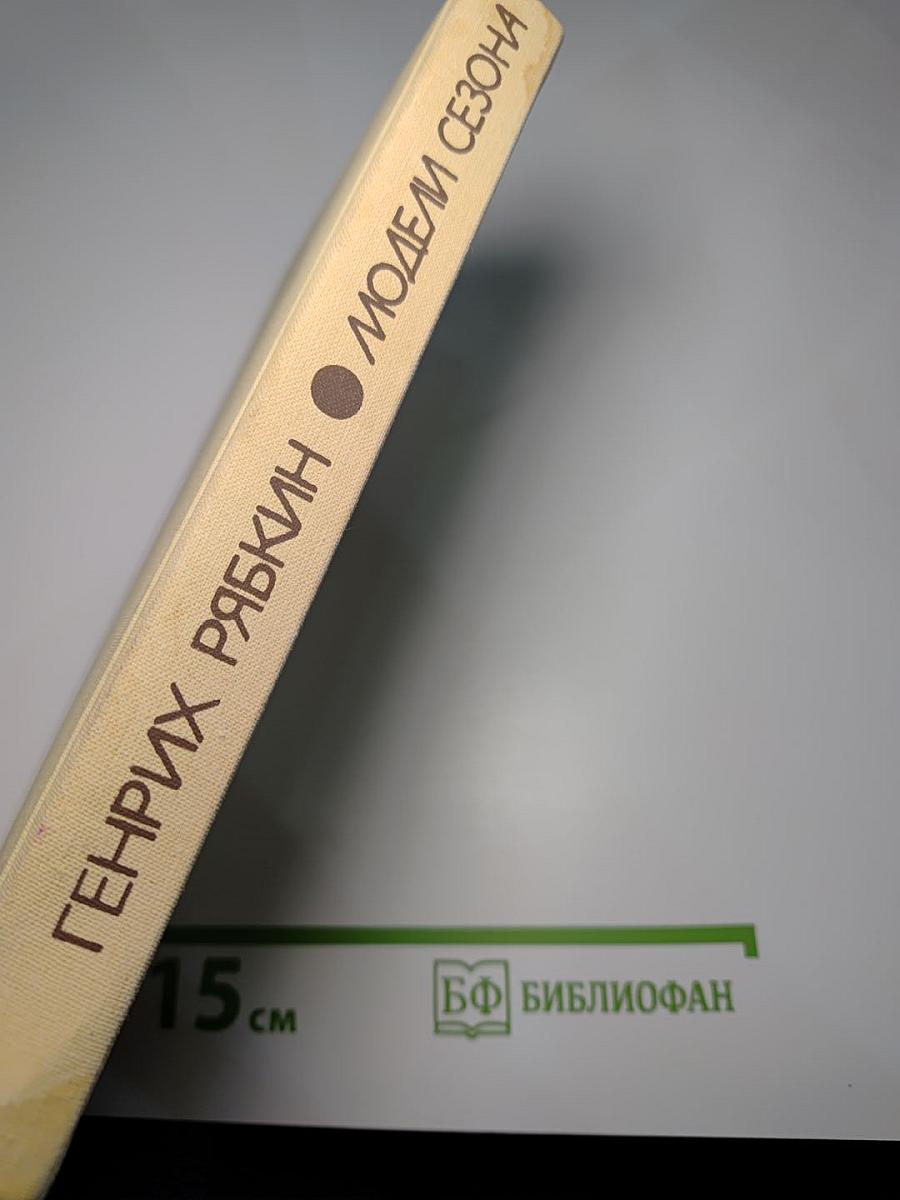 ГЕНРИХ РЯБКИН ● МОДЕЛИ СЕЗОНА
15 см
БФ БИБЛИОФАН